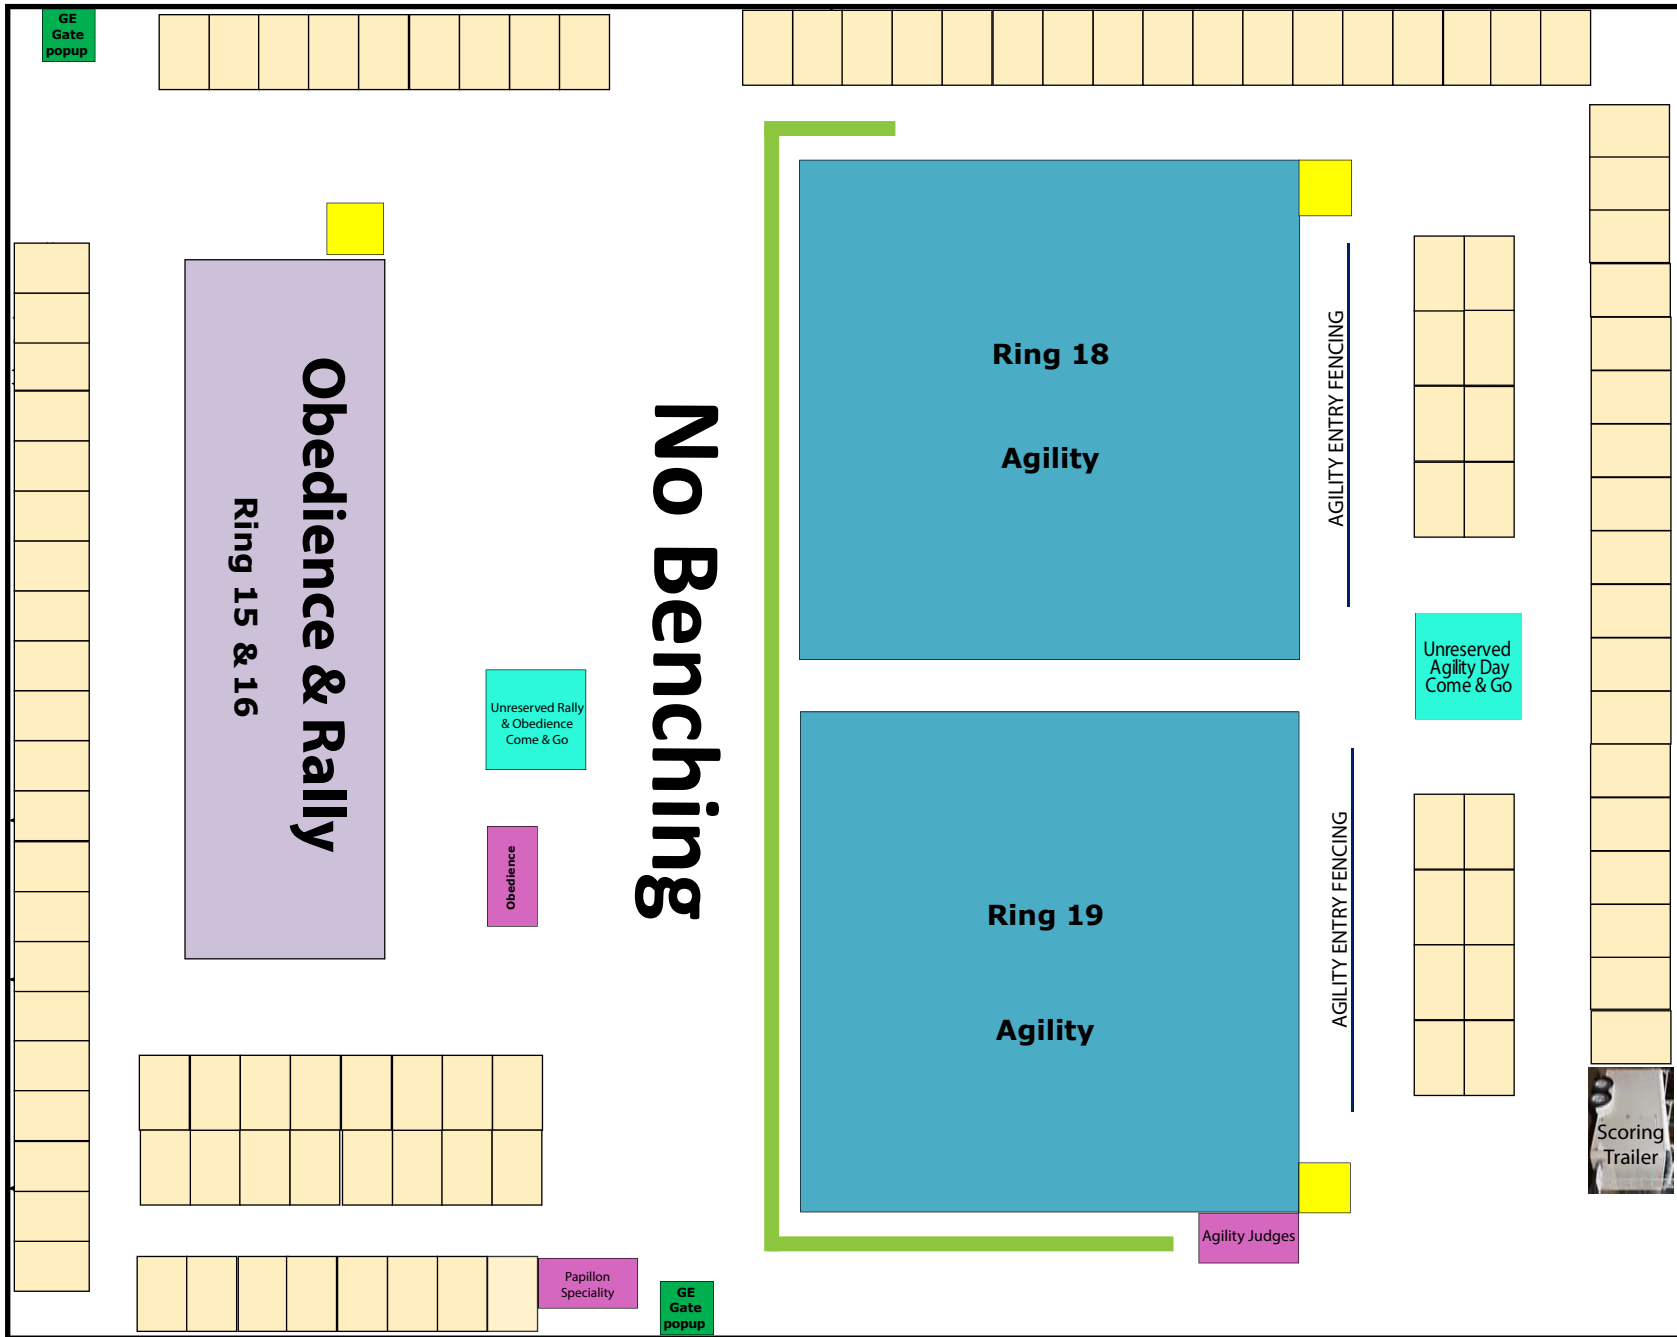 GE
Gate
popup
Obedience & Rally
Ring 15 & 16
No Benching
Ring 18
Agility
AGILITY ENTRY FENCING
Unreserved
Agility Day
Come & Go
Unreserved Rally
& Obedience
Come & Go
Obedience
Ring 19
Agility
AGILITY ENTRY FENCING
Scoring
Trailer
Agility Judges
Papillon
Speciality
GE
Gate
popup